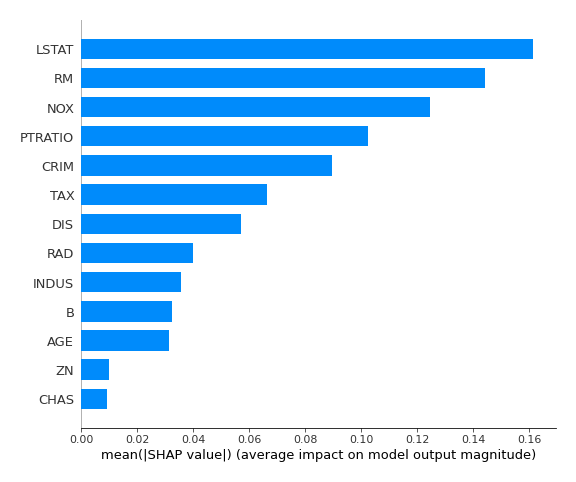 LSTAT
RM
NOX
PTRATIO
CRIM
TAX
DIS
RAD
INDUS
B
AGE
ZN
CHAS
0.00 0.02 0.04 0.06 0.08 0.10 0.12 0.14 0.16
mean(|SHAP value|) (average impact on model output magnitude)